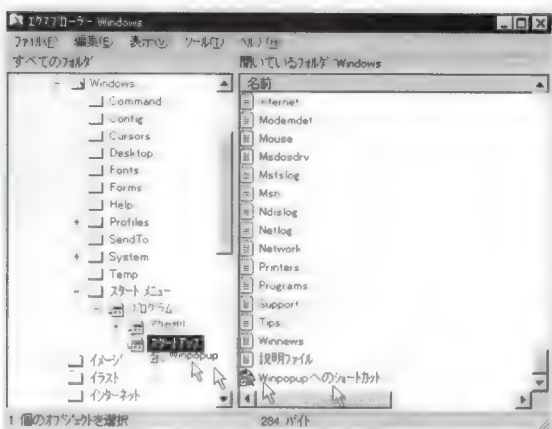 エクスプローラー Windows
ファイル(F) 編集(E) 表示(V) ツール(T) ヘルプ(H)
すべてのフォルダ
開いているフォルダ Windows
Windows
Command
Config
Cursors
Desktop
Fonts
Forms
Help
Profiles
SendTo
System
Temp
スタート メニュー
プログラム
アクセサリ
スタートアップ
Winpopup
イメージ
イラスト
インターネット
名前
Internet
Modemdet
Mouse
Msdosdrv
Msfslog
Msn
Ndislog
Netlog
Network
Printers
Programs
Support
Tips
Winnews
説明ファイル
Winpopup へのショートカット
1 個のオブジェクトを選択
284 バイト